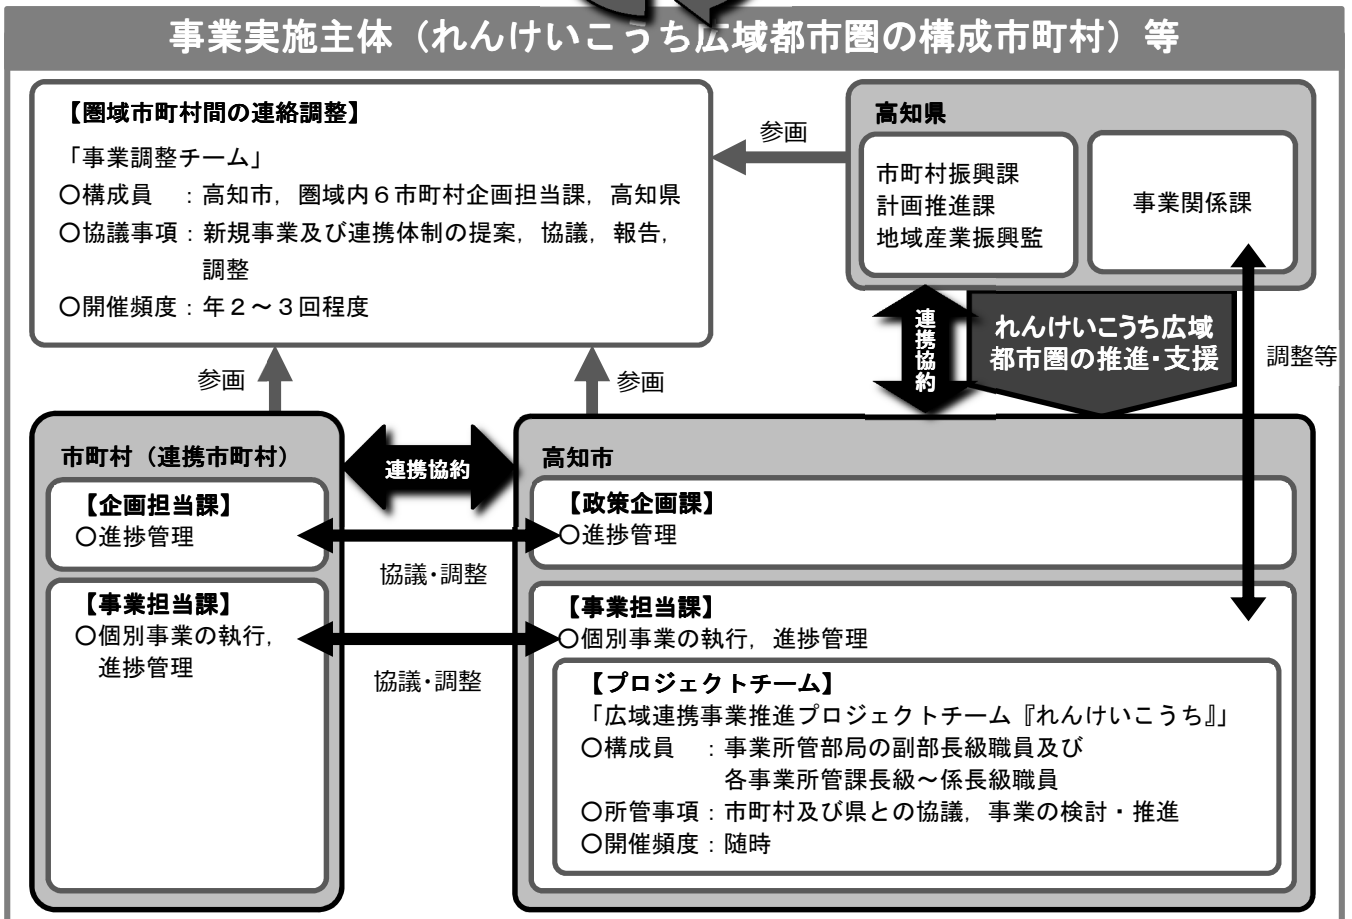 事業実施主体（れんけいこうち広域都市圏の構成市町村）等
【圏域市町村間の連絡調整】
「事業調整チーム」
○構成員　：高知市，圏域内６市町村企画担当課，高知県
○協議事項：新規事業及び連携体制の提案，協議，報告，
調整
○開催頻度：年２～３回程度
参画
高知県
市町村振興課
計画推進課
地域産業振興監
事業関係課
連携協約
れんけいこうち広域
都市圏の推進・支援
調整等
参画
参画
市町村（連携市町村）
【企画担当課】
○進捗管理
【事業担当課】
○個別事業の執行，
進捗管理
連携協約
協議・調整
協議・調整
高知市
【政策企画課】
○進捗管理
【事業担当課】
○個別事業の執行，進捗管理
【プロジェクトチーム】
「広域連携事業推進プロジェクトチーム『れんけいこうち』」
○構成員　：事業所管部局の副部長級職員及び
各事業所管課長級～係長級職員
○所管事項：市町村及び県との協議，事業の検討・推進
○開催頻度：随時